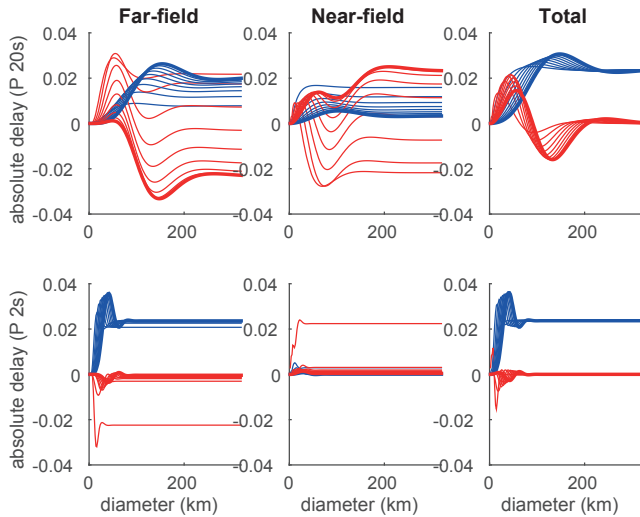 Far-field Near-field Total
absolute delay (P 20s)
0.04 0.04 0.04
0.02 0.02 0.02
0 0 0
-0.02 -0.02 -0.02
-0.04 -0.04 -0.04
0 200 0 200 0 200
absolute delay (P 2s)
0.04 0.04 0.04
0.02 0.02 0.02
0 0 0
-0.02 -0.02 -0.02
-0.04 -0.04 -0.04
0 200 0 200 0 200
diameter (km) diameter (km) diameter (km)